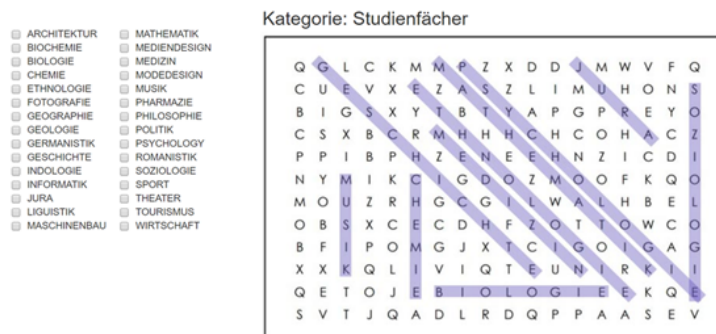 Kategorie: Studienfächer
ARCHITEKTUR
BIOCHEMIE
BIOLOGIE
CHEMIE
ETHNOLOGIE
FOTOGRAFIE
GEOGRAPHIE
GEOLOGIE
GERMANISTIK
GESCHICHTE
INDOLOGIE
INFORMATIK
JURA
LIGUISTIK
MASCHINENBAU
MATHEMATIK
MEDIENDESIGN
MEDIZIN
MODEDESIGN
MUSIK
PHARMAZIE
PHILOSOPHIE
POLITIK
PSYCHOLOGY
ROMANISTIK
SOZIOLOGIE
SPORT
THEATER
TOURISMUS
WIRTSCHAFT
Q G L C K M M P Z X D D J M W V F Q
C U E V X E Z A S Z L I M U H O N S
B I G S X Y T B T Y A P G P R E Y O
C S X B C R M H H H C H C O H A C Z
P P I B P H Z E N E E H N Z I C D I
N Y M I K C I G D O Z M O O F K Q O
M O U Z R H G C G I L W A L H B E L
O B S X C E C D H F Z O T T O W C O
B F I P O M G J X T C I G O I G A G
X X K Q L I V I Q T E U N I R K I I
Q E T O J E B I O L O G I E E K Q E
S V T J Q A D L R D Q P P A A S E V